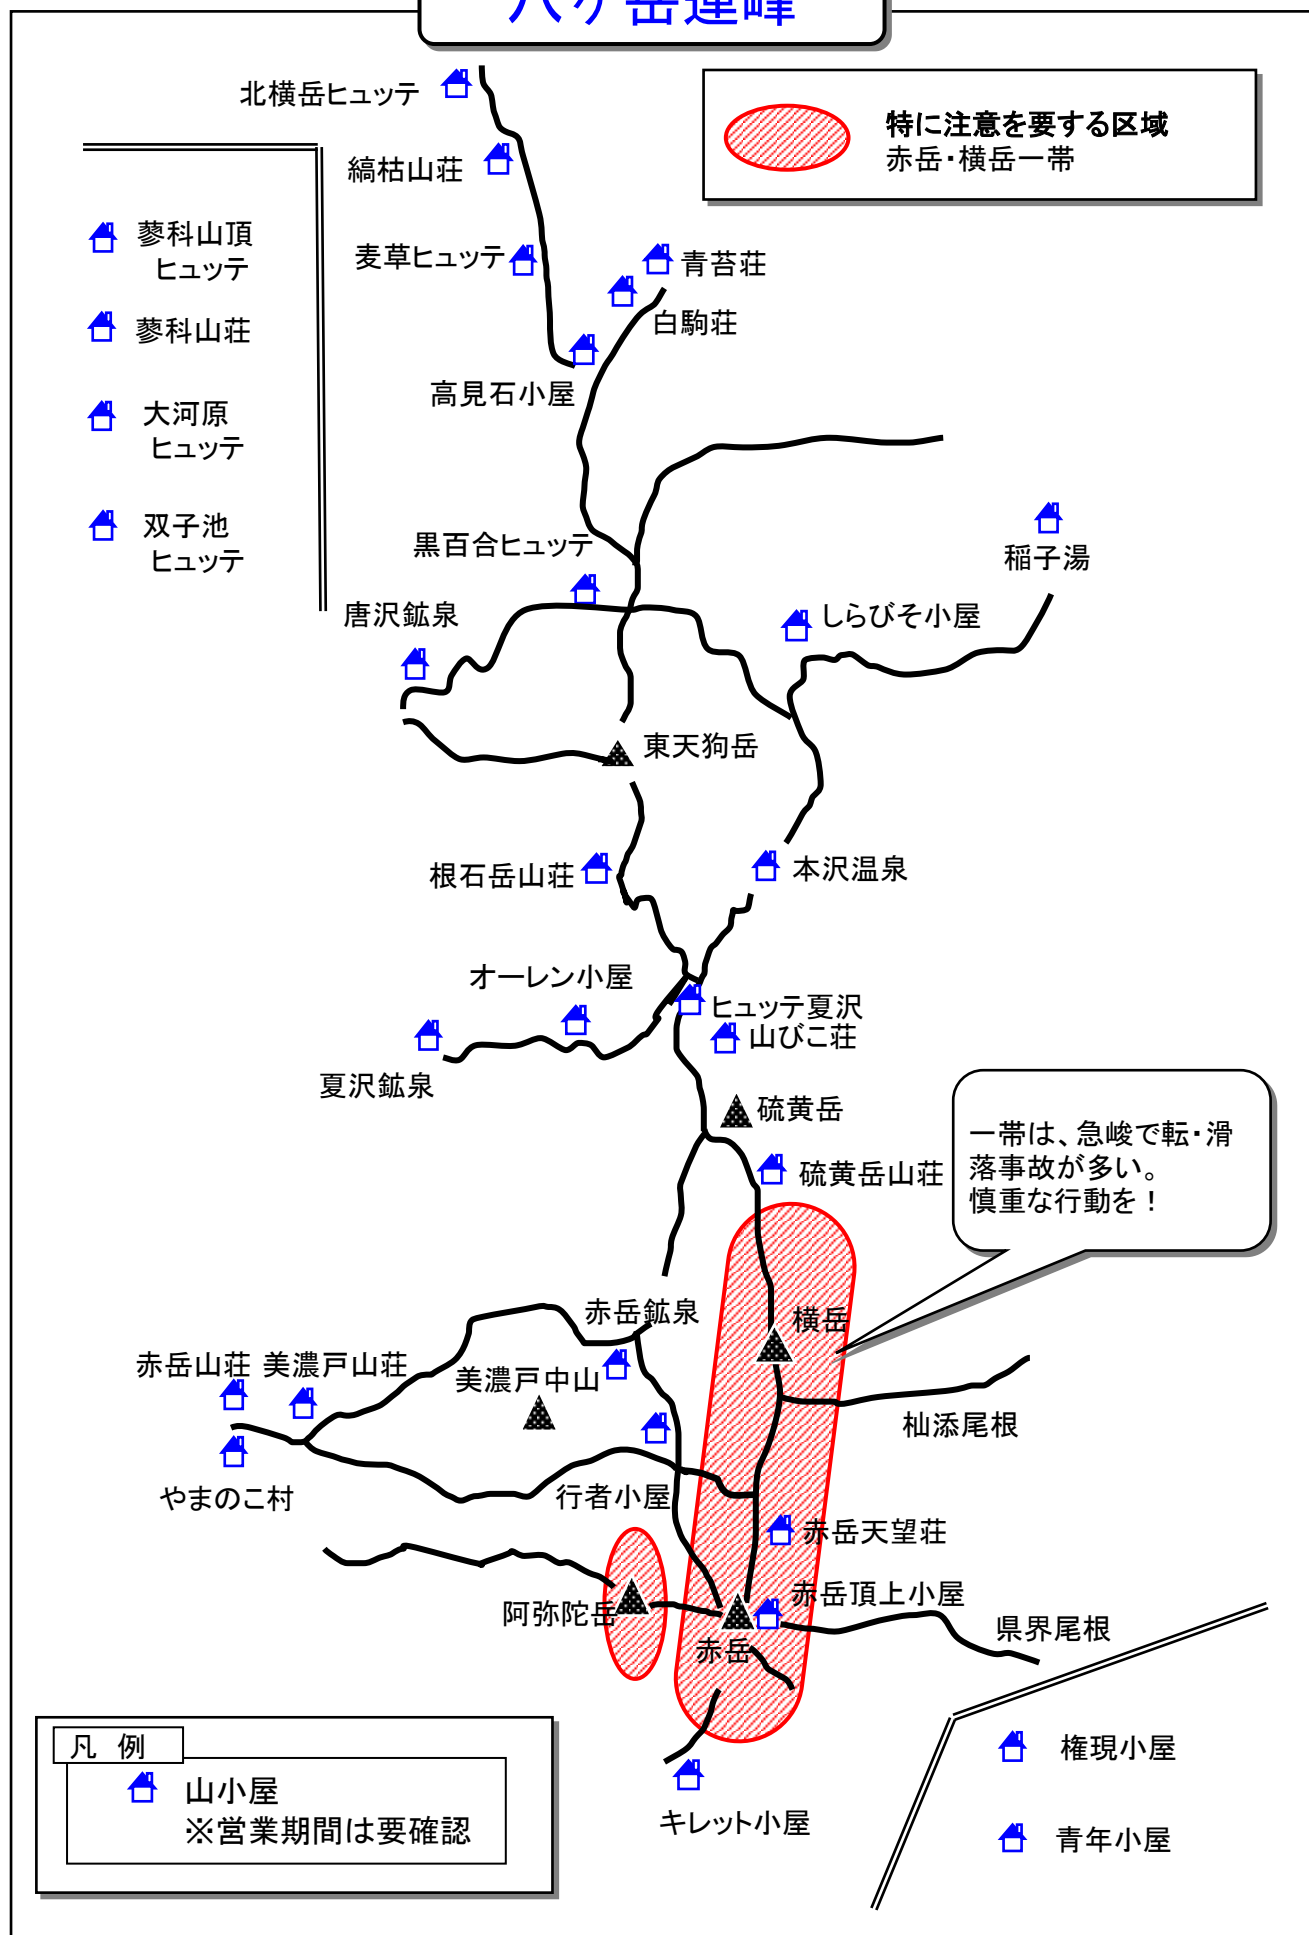 八ヶ岳連峰
北横岳ヒュッテ
特に注意を要する区域
赤岳・横岳一帯
縞枯山荘
蓼科山頂
ヒュッテ
麦草ヒュッテ
青苔荘
白駒荘
蓼科山荘
高見石小屋
大河原
ヒュッテ
双子池
ヒュッテ
黒百合ヒュッテ
稲子湯
唐沢鉱泉
しらびそ小屋
東天狗岳
根石岳山荘
本沢温泉
オーレン小屋
ヒュッテ夏沢
山びこ荘
夏沢鉱泉
硫黄岳
一帯は、急峻で転・滑
落事故が多い。
慎重な行動を！
硫黄岳山荘
赤岳鉱泉
横岳
赤岳山荘
美濃戸山荘
美濃戸中山
杣添尾根
やまのこ村
行者小屋
赤岳天望荘
阿弥陀岳
赤岳頂上小屋
赤岳
県界尾根
凡 例
山小屋
※営業期間は要確認
権現小屋
キレット小屋
青年小屋